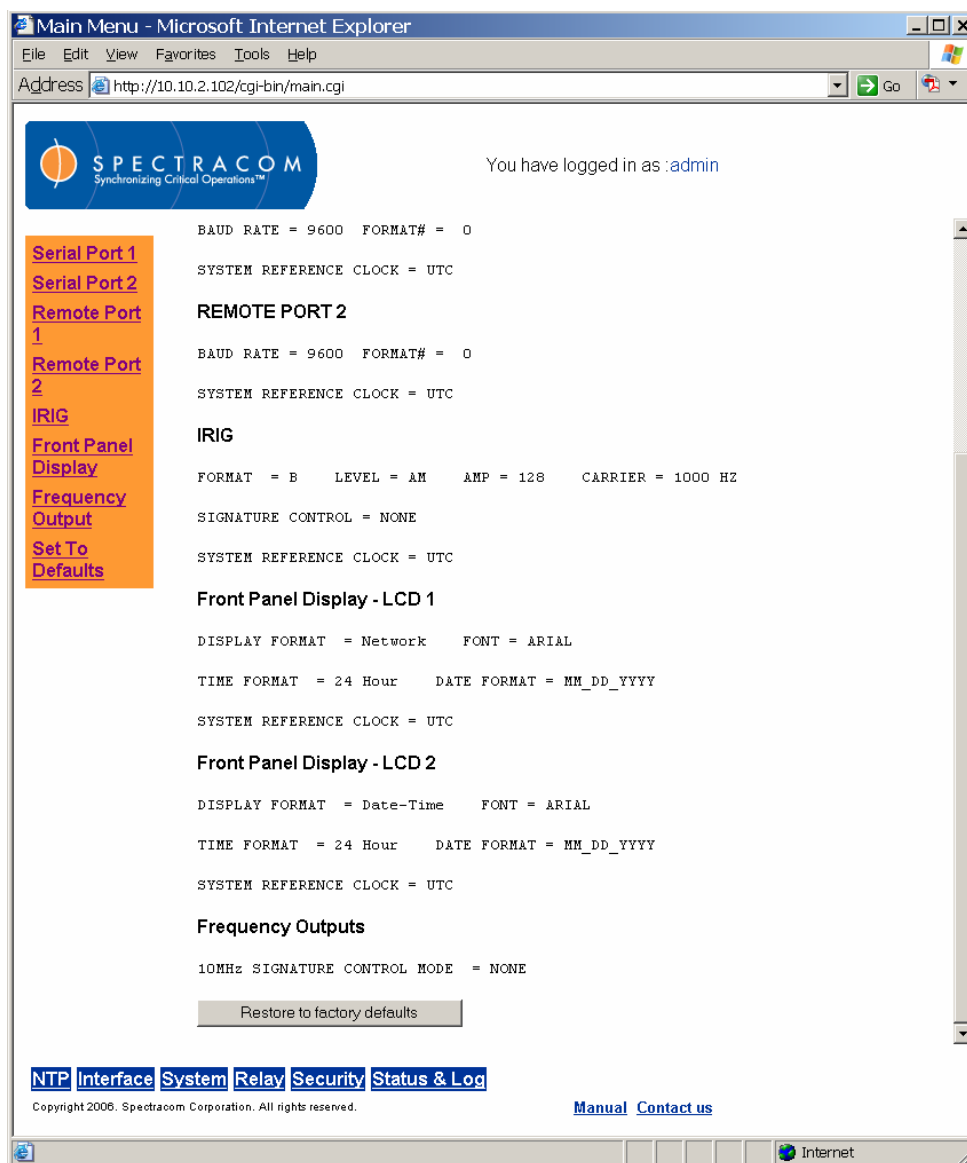 Main Menu - Microsoft Internet Explorer
File Edit View Favorites Tools Help
Address http://10.10.2.102/cgi-bin/main.cgi Go
SPECTRACOM
Synchronizing Critical Operations™
You have logged in as :admin
Serial Port 1
Serial Port 2
Remote Port
1
Remote Port
2
IRIG
Front Panel
Display
Frequency
Output
Set To
Defaults
BAUD RATE = 9600 FORMAT# = 0
SYSTEM REFERENCE CLOCK = UTC
REMOTE PORT 2
BAUD RATE = 9600 FORMAT# = 0
SYSTEM REFERENCE CLOCK = UTC
IRIG
FORMAT = B LEVEL = AM AMP = 128 CARRIER = 1000 HZ
SIGNATURE CONTROL = NONE
SYSTEM REFERENCE CLOCK = UTC
Front Panel Display - LCD 1
DISPLAY FORMAT = Network FONT = ARIAL
TIME FORMAT = 24 Hour DATE FORMAT = MM_DD_YYYY
SYSTEM REFERENCE CLOCK = UTC
Front Panel Display - LCD 2
DISPLAY FORMAT = Date-Time FONT = ARIAL
TIME FORMAT = 24 Hour DATE FORMAT = MM_DD_YYYY
SYSTEM REFERENCE CLOCK = UTC
Frequency Outputs
10MHz SIGNATURE CONTROL MODE = NONE
Restore to factory defaults
NTP Interface System Relay Security Status & Log
Copyright 2006. Spectracom Corporation. All rights reserved.
Manual Contact us
Internet